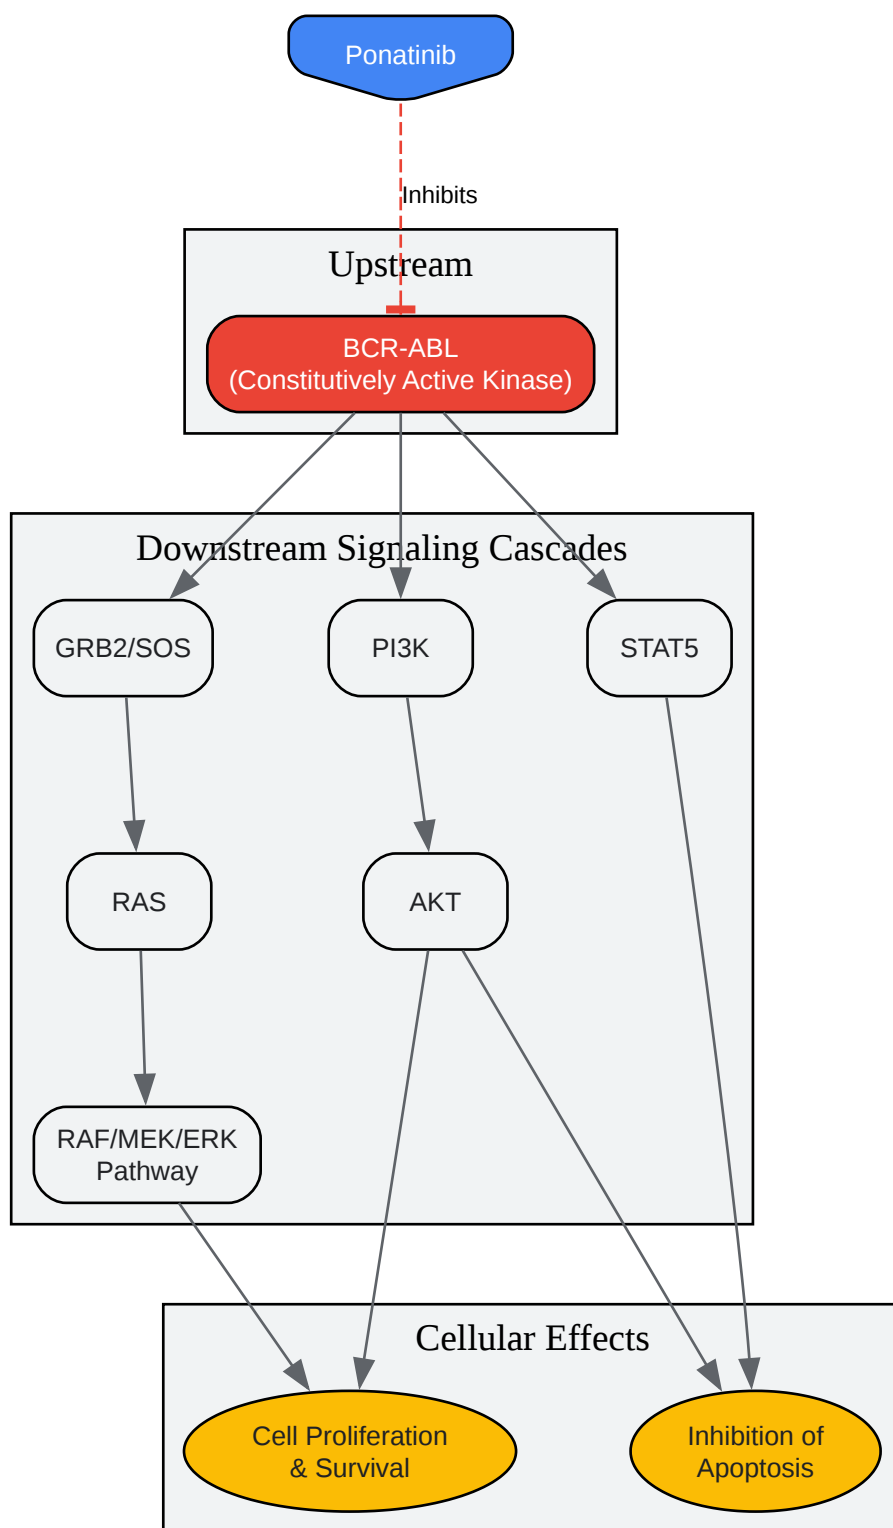 Ponatinib
Inhibits
Upstream
BCR-ABL
(Constitutively Active Kinase)
Downstream Signaling Cascades
GRB2/SOS
PI3K
STAT5
RAS
AKT
RAF/MEK/ERK
Pathway
Cellular Effects
Cell Proliferation
& Survival
Inhibition of
Apoptosis